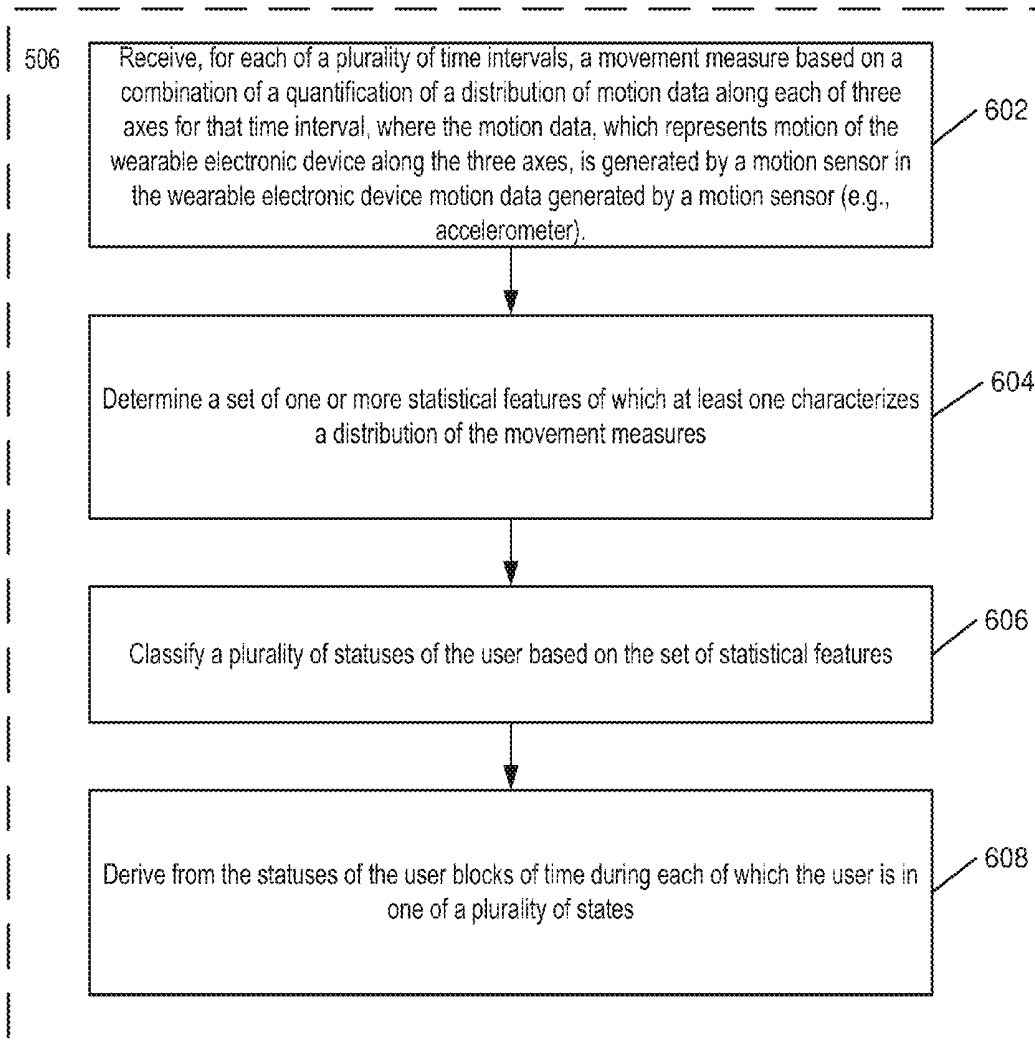 506
Receive, for each of a plurality of time intervals, a movement measure based on a
combination of a quantification of a distribution of motion data along each of three
axes for that time interval, where the motion data, which represents motion of the
wearable electronic device along the three axes, is generated by a motion sensor in
the wearable electronic device motion data generated by a motion sensor (e.g.,
accelerometer).
602
Determine a set of one or more statistical features of which at least one characterizes
a distribution of the movement measures
604
Classify a plurality of statuses of the user based on the set of statistical features
606
Derive from the statuses of the user blocks of time during each of which the user is in
one of a plurality of states
608